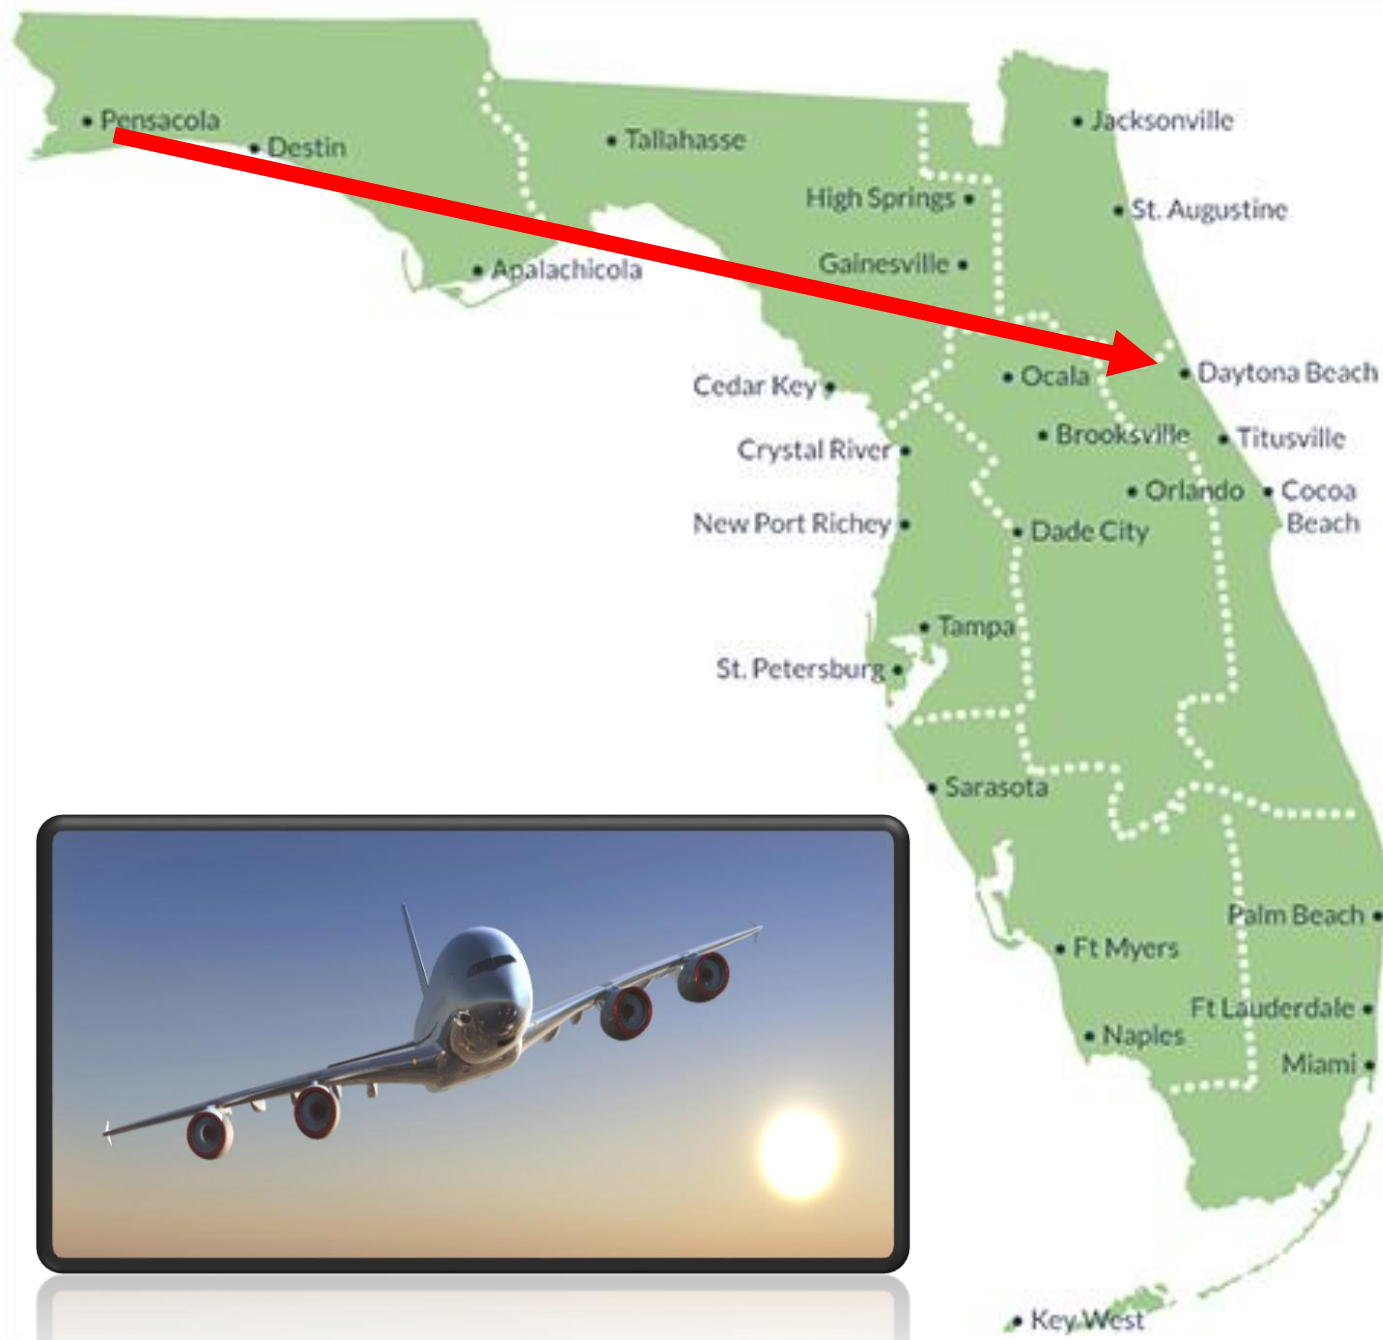 Pensacola
Destin
Tallahasse
Jacksonville
High Springs
St. Augustine
Gainesville
Apalachicola
Cedar Key
Ocala
Daytona Beach
Crystal River
Brooksville
Titusville
Orlando
Cocoa
Beach
New Port Richey
Dade City
Tampa
St. Petersburg
Sarasota
Palm Beach
Ft Myers
Ft Lauderdale
Naples
Miami
Key West